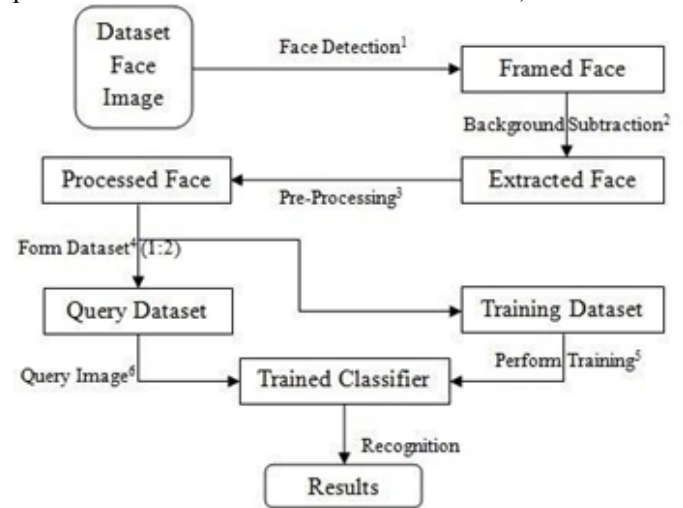 Dataset
Face
Image
Face Detection¹
Framed Face
Background Subtraction²
Processed Face
Pre-Processing³
Extracted Face
Form Dataset⁴ (1:2)
Query Dataset
Training Dataset
Query Image⁶
Trained Classifier
Perform Training⁵
Recognition
Results